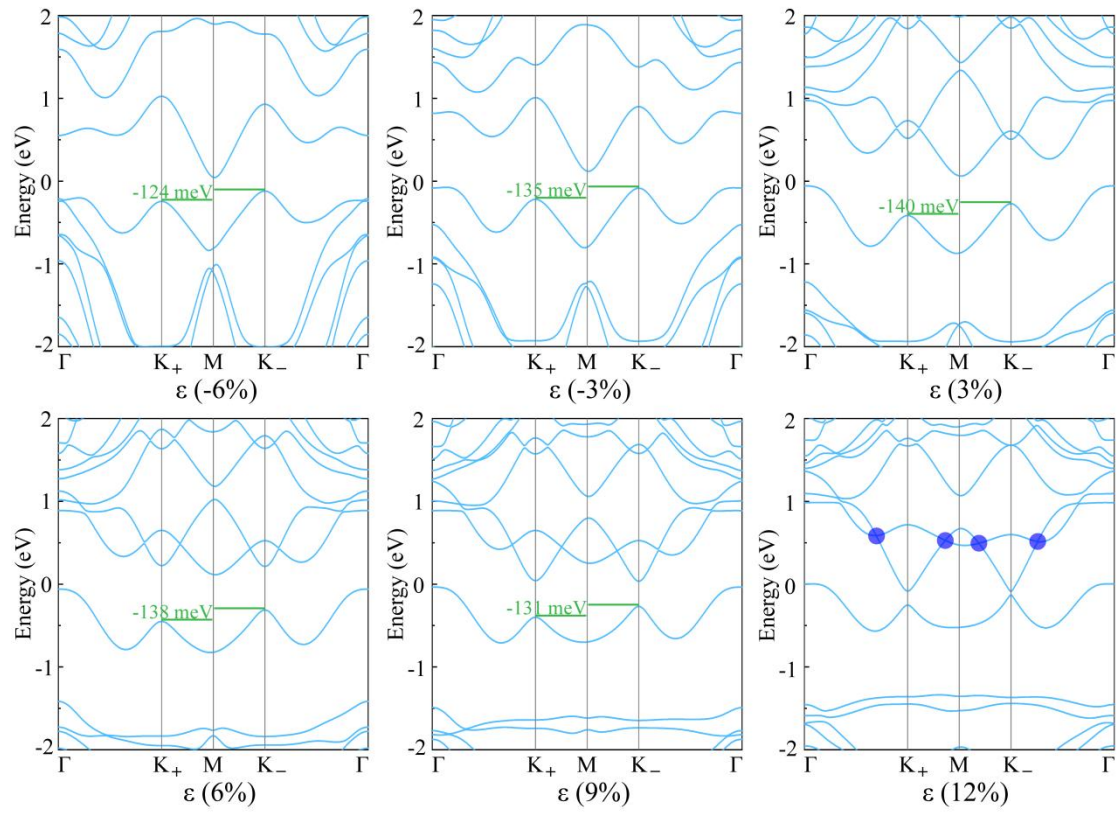 2
1
0
-1
-2
Energy (eV)
-124 meV
Γ K₊ M K₋ Γ
ε (-6%)
2
1
0
-1
-2
Energy (eV)
-135 meV
Γ K₊ M K₋ Γ
ε (-3%)
2
1
0
-1
-2
Energy (eV)
-140 meV
Γ K₊ M K₋ Γ
ε (3%)
2
1
0
-1
-2
Energy (eV)
-138 meV
Γ K₊ M K₋ Γ
ε (6%)
2
1
0
-1
-2
Energy (eV)
-131 meV
Γ K₊ M K₋ Γ
ε (9%)
2
1
0
-1
-2
Energy (eV)
Γ K₊ M K₋ Γ
ε (12%)